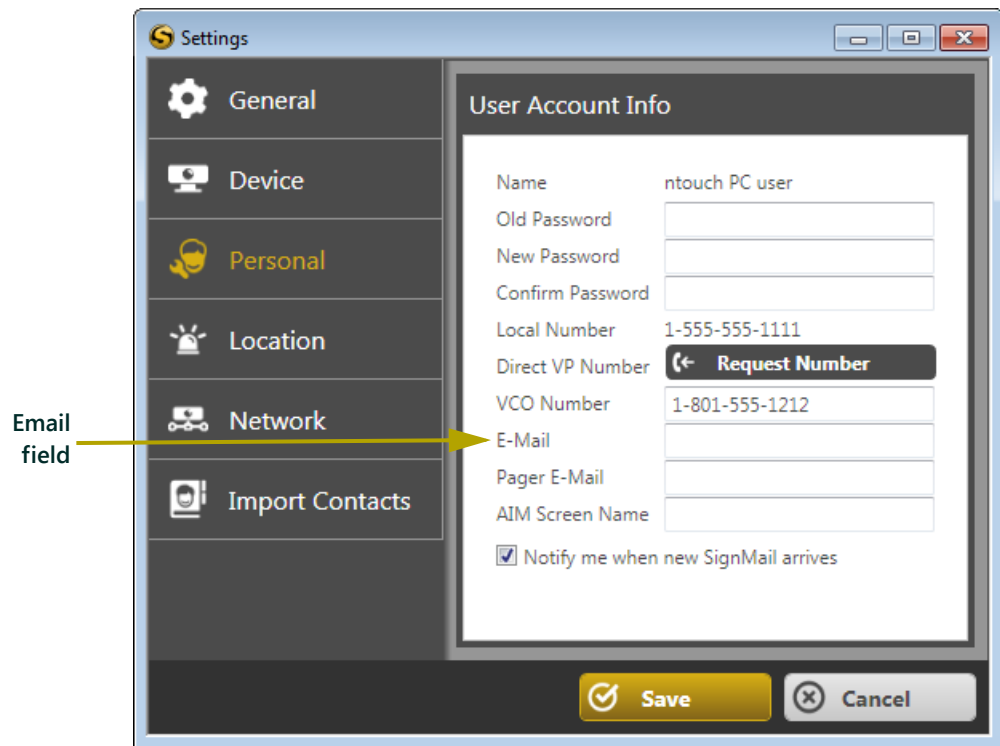 Settings
General
Device
Personal
Location
Network
Import Contacts
Email
field
User Account Info
Name ntouch PC user
Old Password
New Password
Confirm Password
Local Number 1-555-555-1111
Direct VP Number Request Number
VCO Number 1-801-555-1212
E-Mail
Pager E-Mail
AIM Screen Name
Notify me when new SignMail arrives
Save Cancel